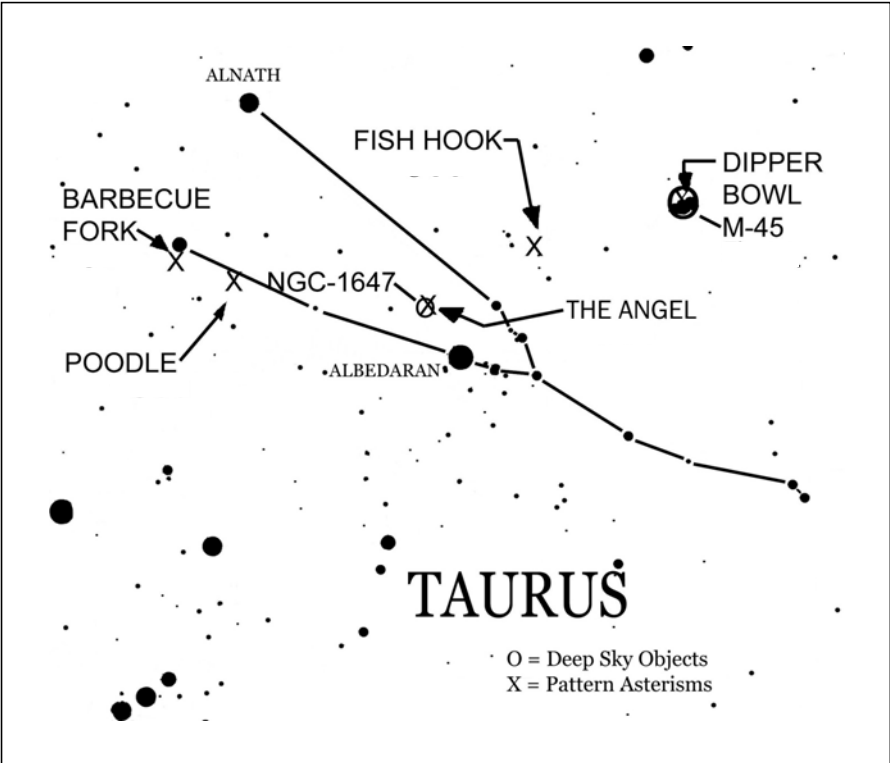 ALNATH
FISH HOOK
DIPPER
BOWL
M-45
BARBECUE
FORK
X
X
X
X
X
NGC-1647
O
THE ANGEL
POODLE
ALBEDARAN
TAURUS
O = Deep Sky Objects
X = Pattern Asterisms